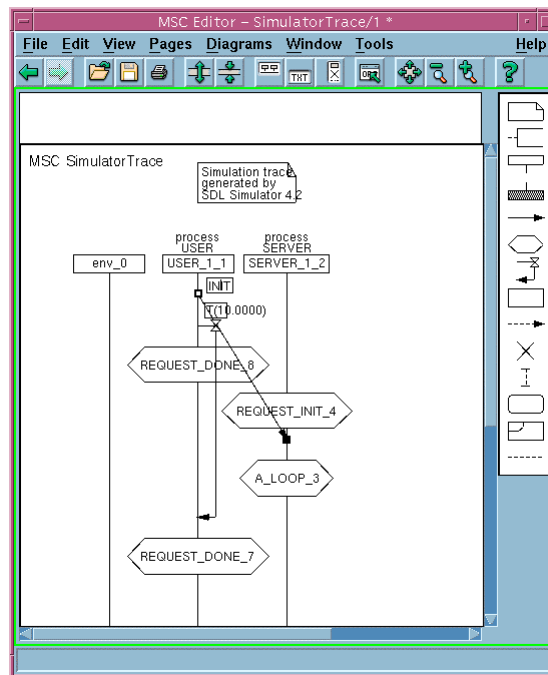 MSC Editor – SimulatorTrace/1 *
File Edit View Pages Diagrams Window Tools Help
TXT
MSC SimulatorTrace
Simulation trace
generated by
SDL Simulator 4.2
process
USER
process
SERVER
env_0
USER_1_1
SERVER_1_2
INIT
T(10.0000)
REQUEST_DONE_8
REQUEST_INIT_4
A_LOOP_3
REQUEST_DONE_7